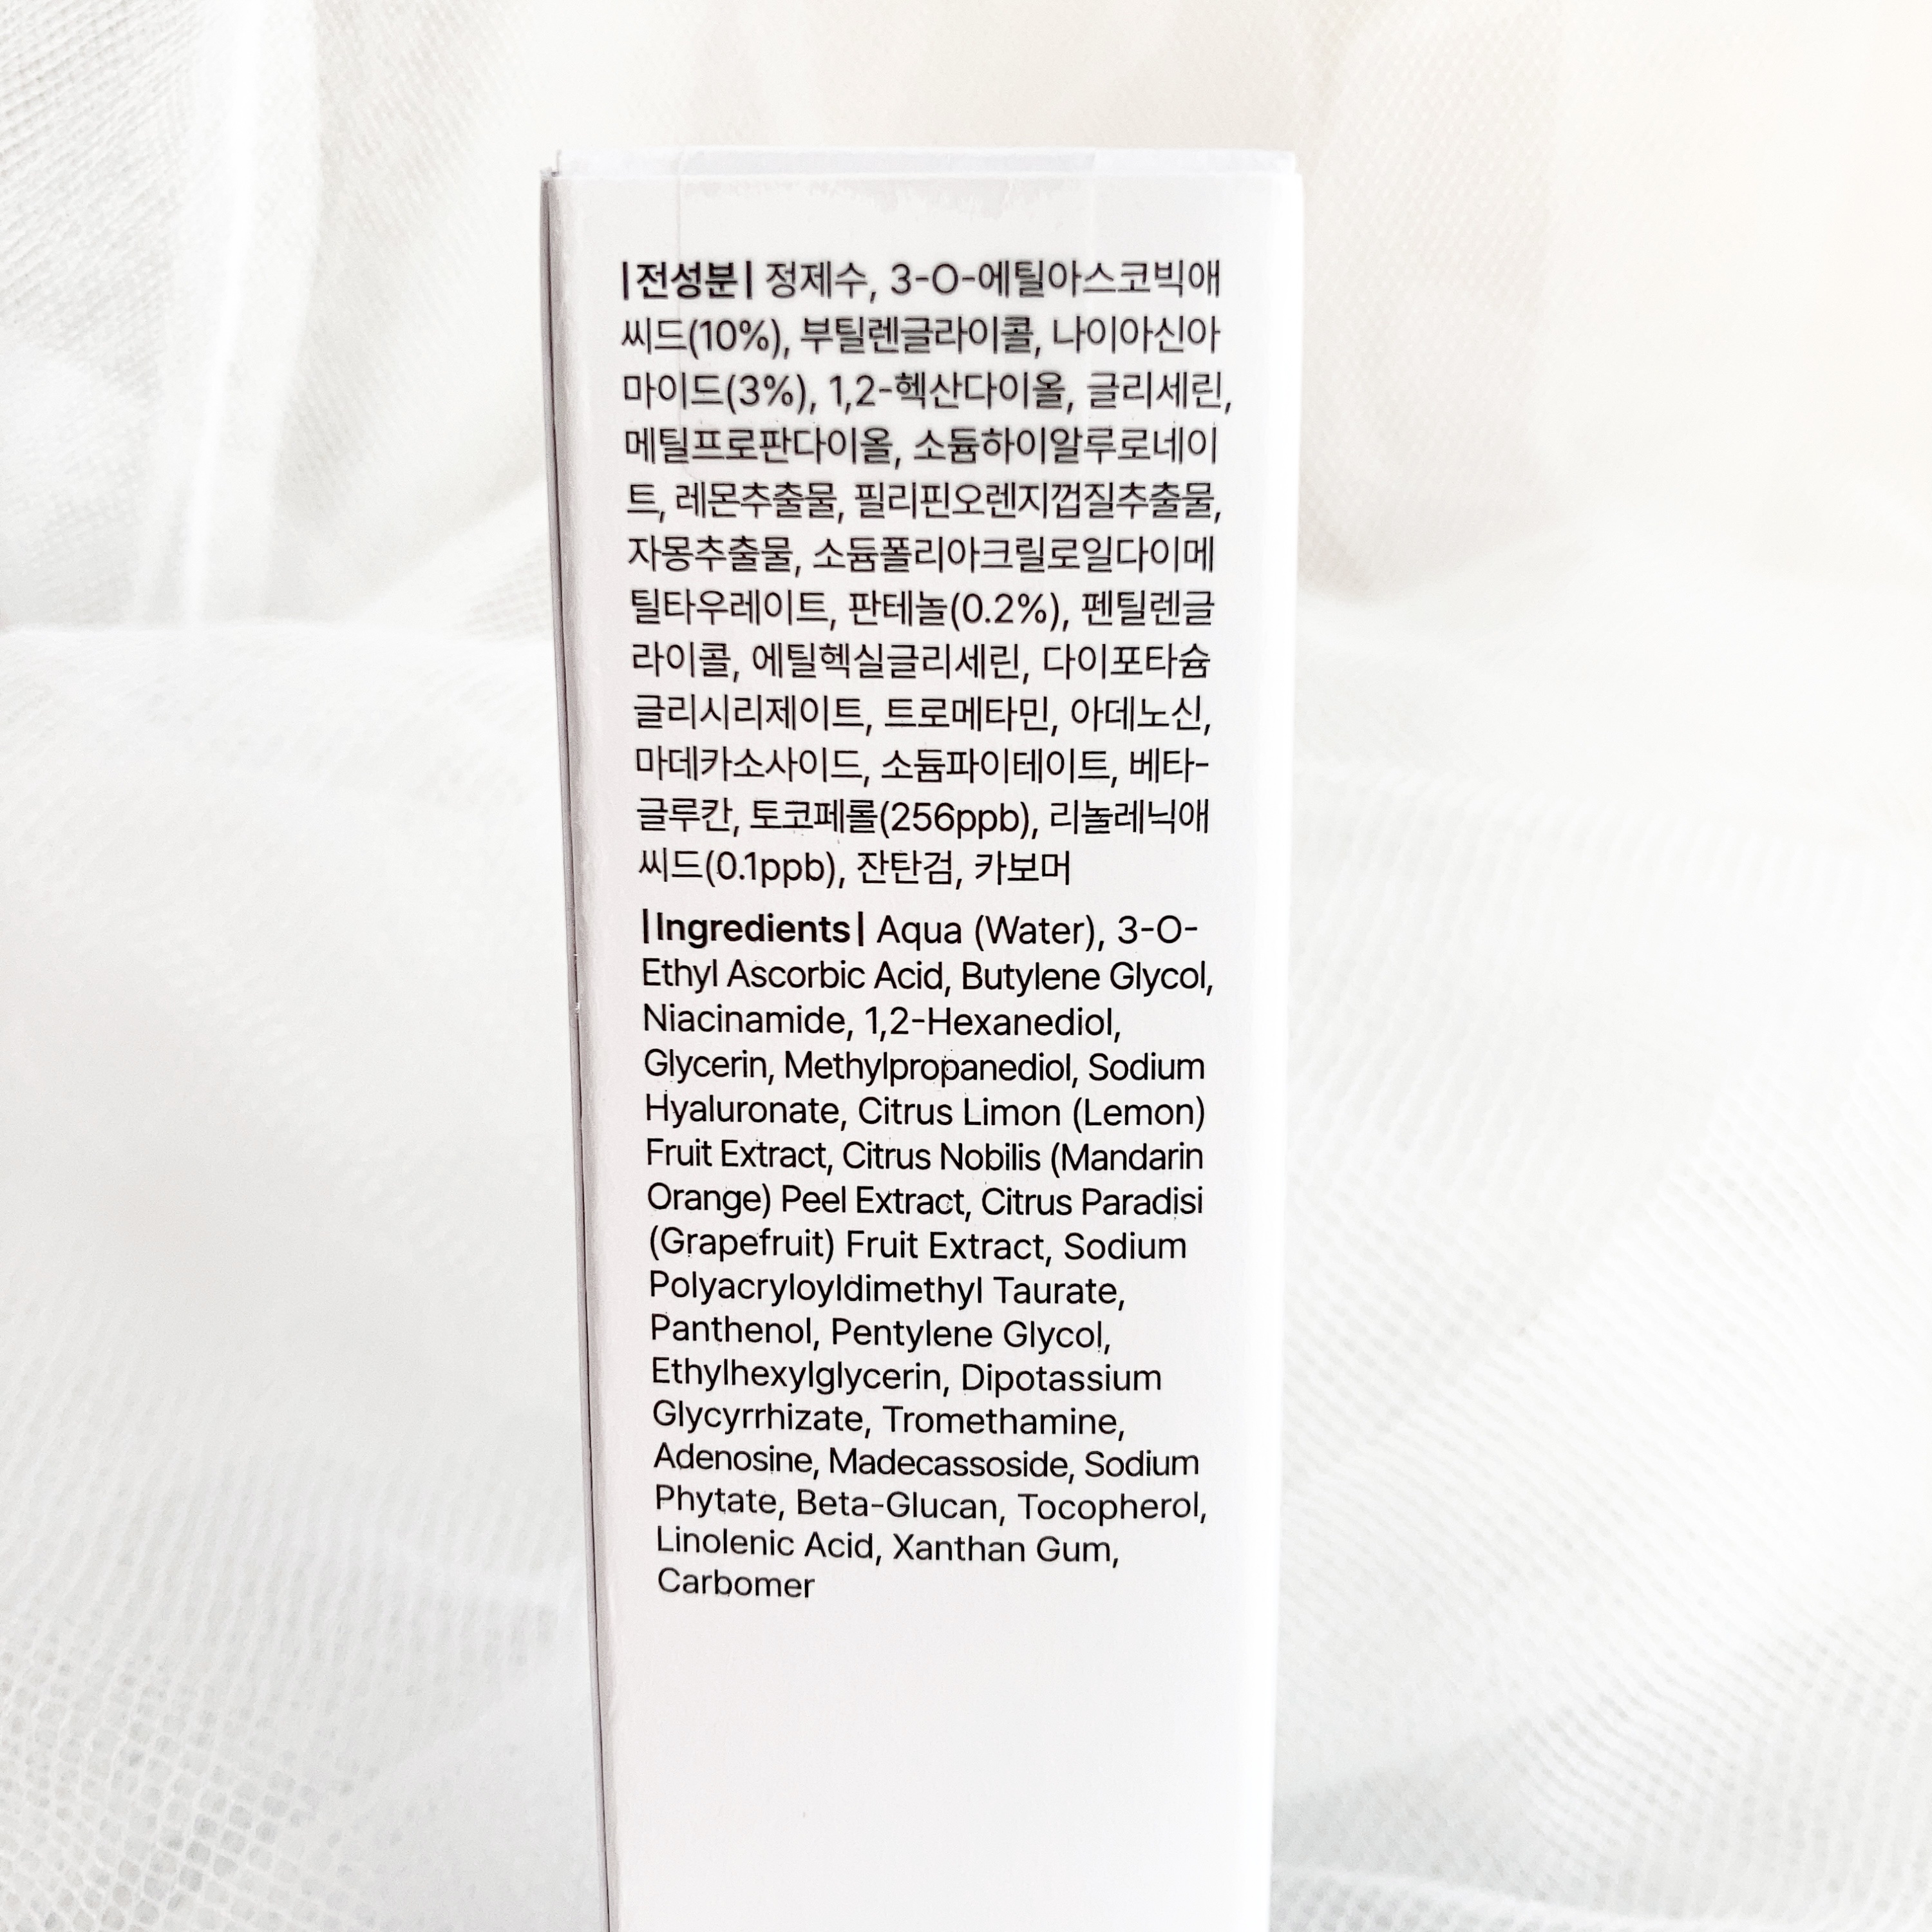 |전성분| 정제수, 3-O-에틸아스코빅애
씨드(10%), 부틸렌글라이콜, 나이아신아
마이드(3%), 1,2-헥산다이올, 글리세린,
메틸프로판다이올, 소듐하이알루로네이
트, 레몬추출물, 필리핀오렌지껍질추출물,
자몽추출물, 소듐폴리아크릴로일다이메
틸타우레이트, 판테놀(0.2%), 펜틸렌글
라이콜, 에틸헥실글리세린, 다이포타슘
글리시리제이트, 트로메타민, 아데노신,
마데카소사이드, 소듐파이테이트, 베타-
글루칸, 토코페롤(256ppb), 리놀레닉애
씨드(0.1ppb), 잔탄검, 카보머
|Ingredients| Aqua (Water), 3-O-
Ethyl Ascorbic Acid, Butylene Glycol,
Niacinamide, 1,2-Hexanediol,
Glycerin, Methylpropanediol, Sodium
Hyaluronate, Citrus Limon (Lemon)
Fruit Extract, Citrus Nobilis (Mandarin
Orange) Peel Extract, Citrus Paradisi
(Grapefruit) Fruit Extract, Sodium
Polyacryloyldimethyl Taurate,
Panthenol, Pentylene Glycol,
Ethylhexylglycerin, Dipotassium
Glycyrrhizate, Tromethamine,
Adenosine, Madecassoside, Sodium
Phytate, Beta-Glucan, Tocopherol,
Linolenic Acid, Xanthan Gum,
Carbomer